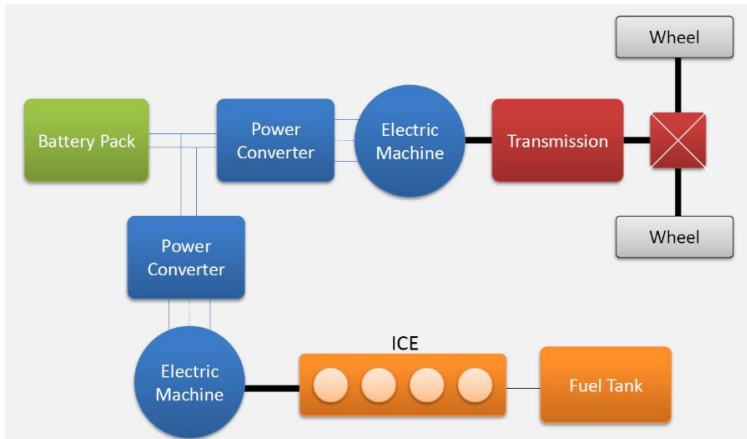 Wheel
Battery Pack
Power
Converter
Electric
Machine
Transmission
Wheel
Power
Converter
ICE
Electric
Machine
Fuel Tank